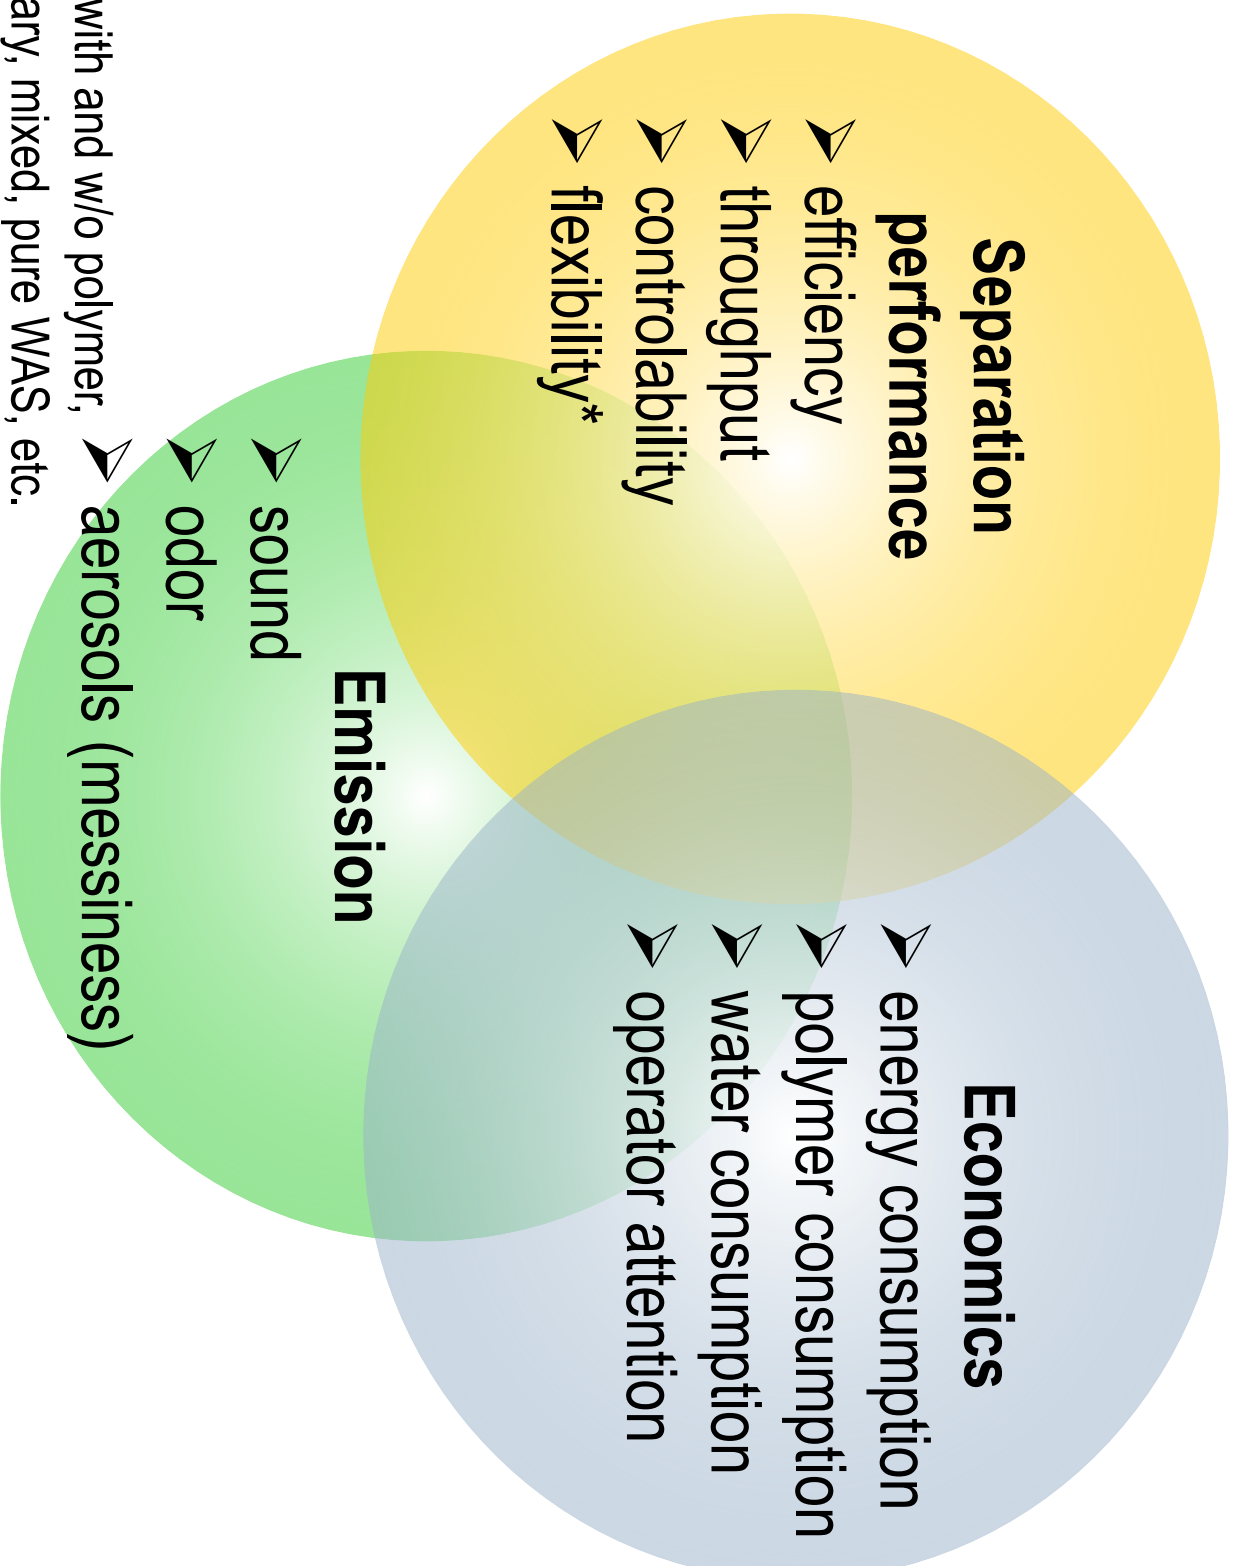 Separation
performance
efficiency
throughput
controlability
flexibility*
Economics
energy consumption
polymer consumption
water consumption
operator attention
Emission
sound
odor
aerosols (messiness)
with and w/o polymer,
mixed, pure WAS, etc.